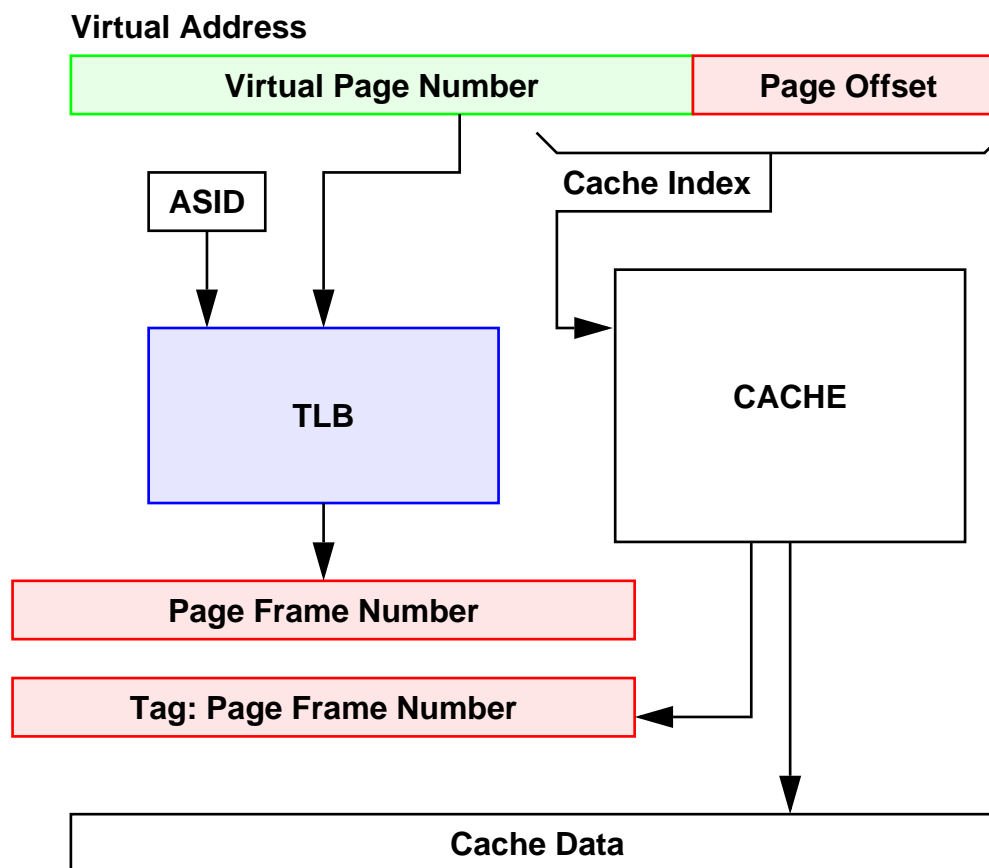 Virtual Address
Virtual Page Number
Page Offset
Cache Index
ASID
TLB
CACHE
Page Frame Number
Tag: Page Frame Number
Cache Data